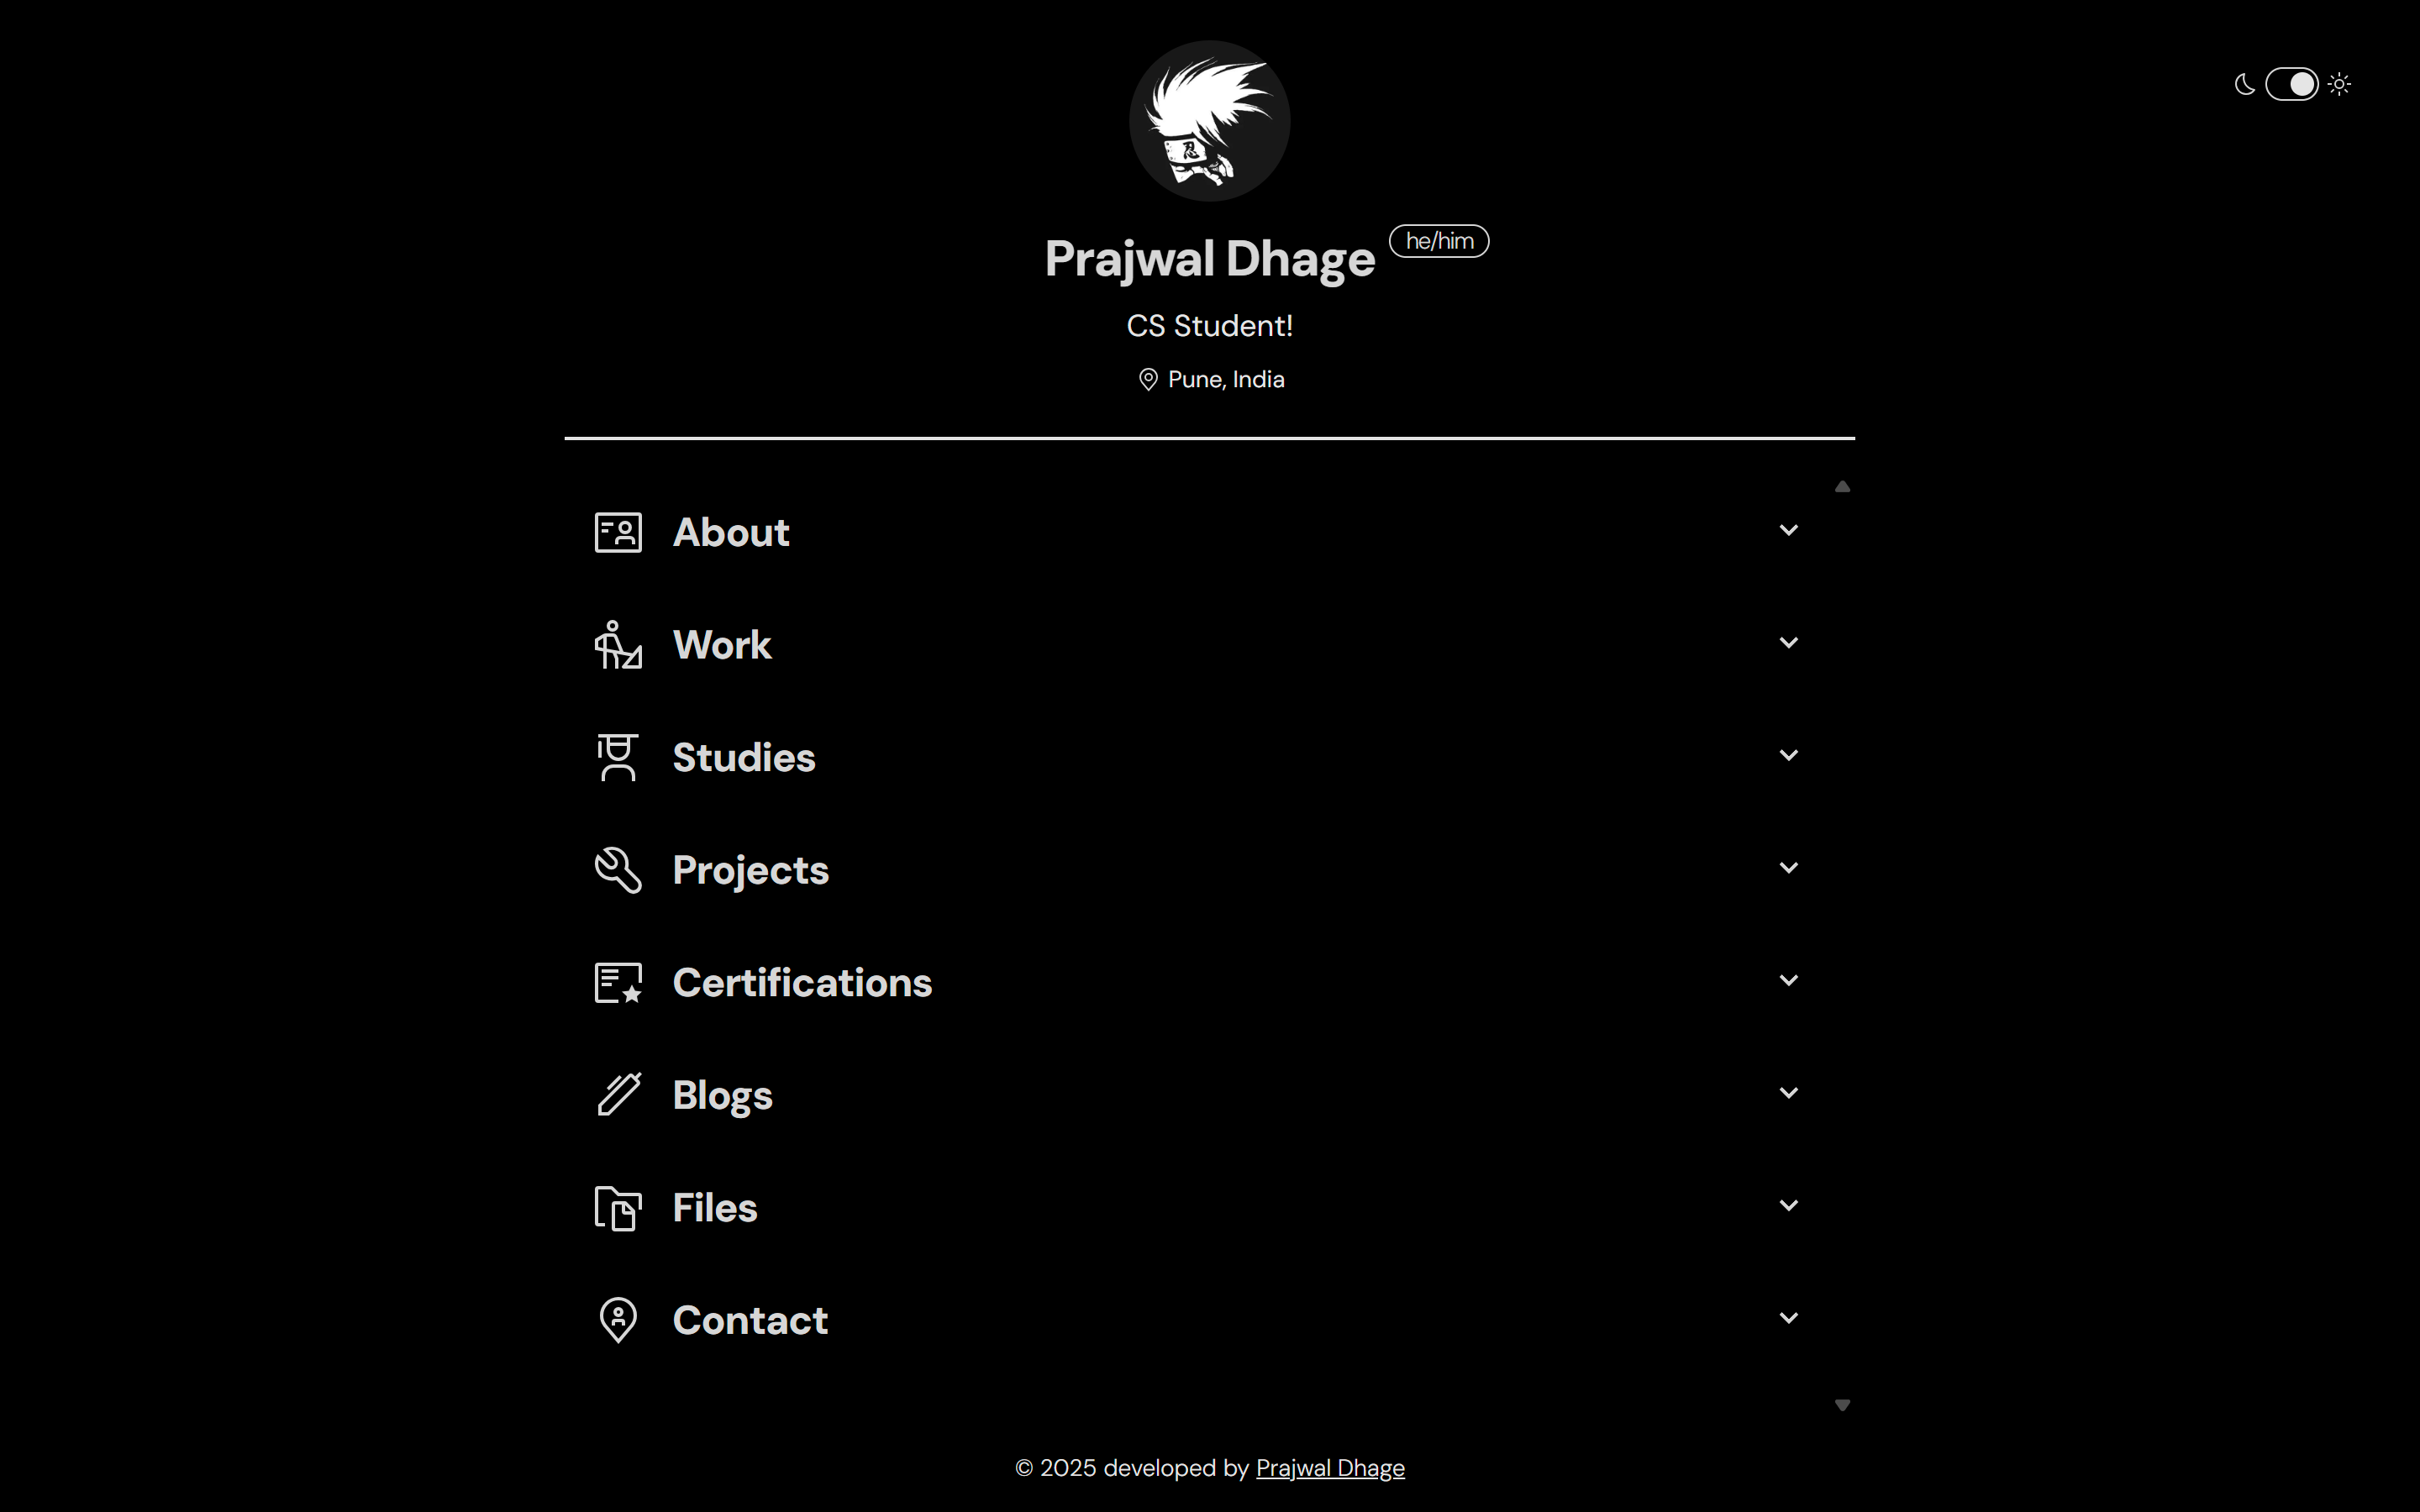 忍
Prajwal Dhage he/him
CS Student!
Pune, India
About
Work
Studies
Projects
Certifications
Blogs
Files
Contact
© 2025 developed by Prajwal Dhage